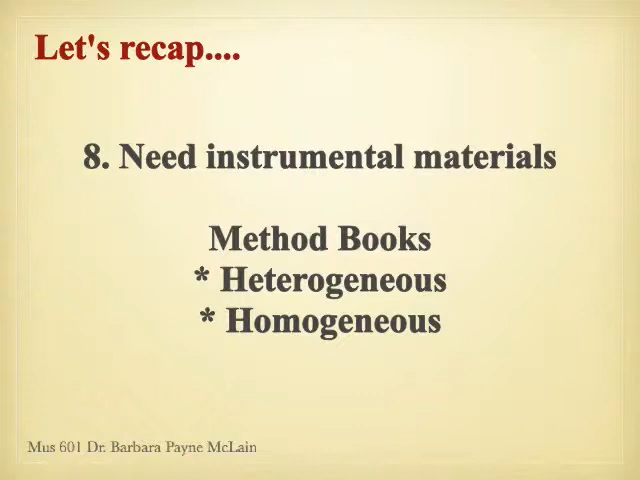 Let's recap....
8. Need instrumental materials
Method Books
* Heterogeneous
* Homogeneous
Mus 601 Dr. Barbara Payne McLain